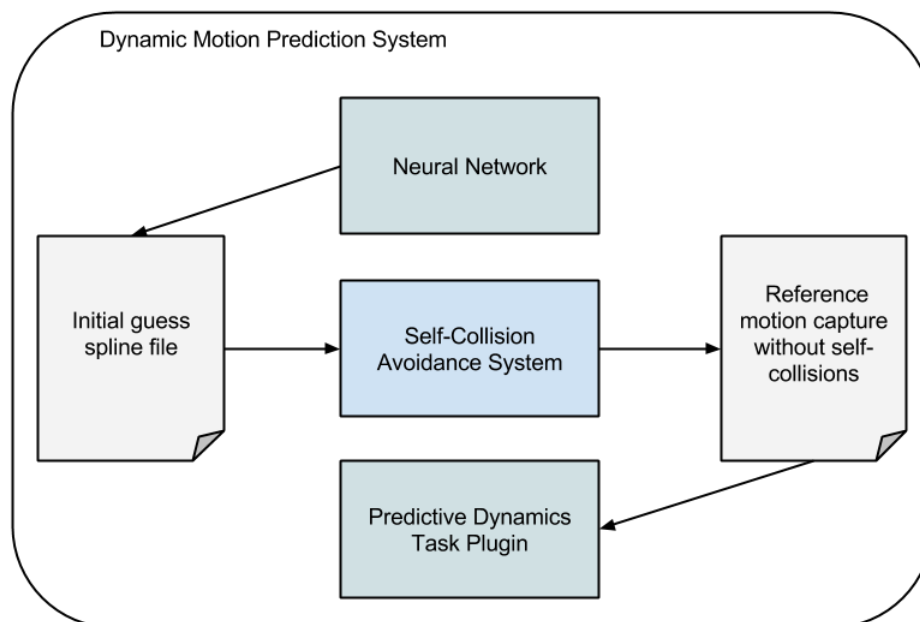 Dynamic Motion Prediction System
Neural Network
Initial guess
spline file
Self-Collision
Avoidance System
Reference
motion capture
without self-
collisions
Predictive Dynamics
Task Plugin